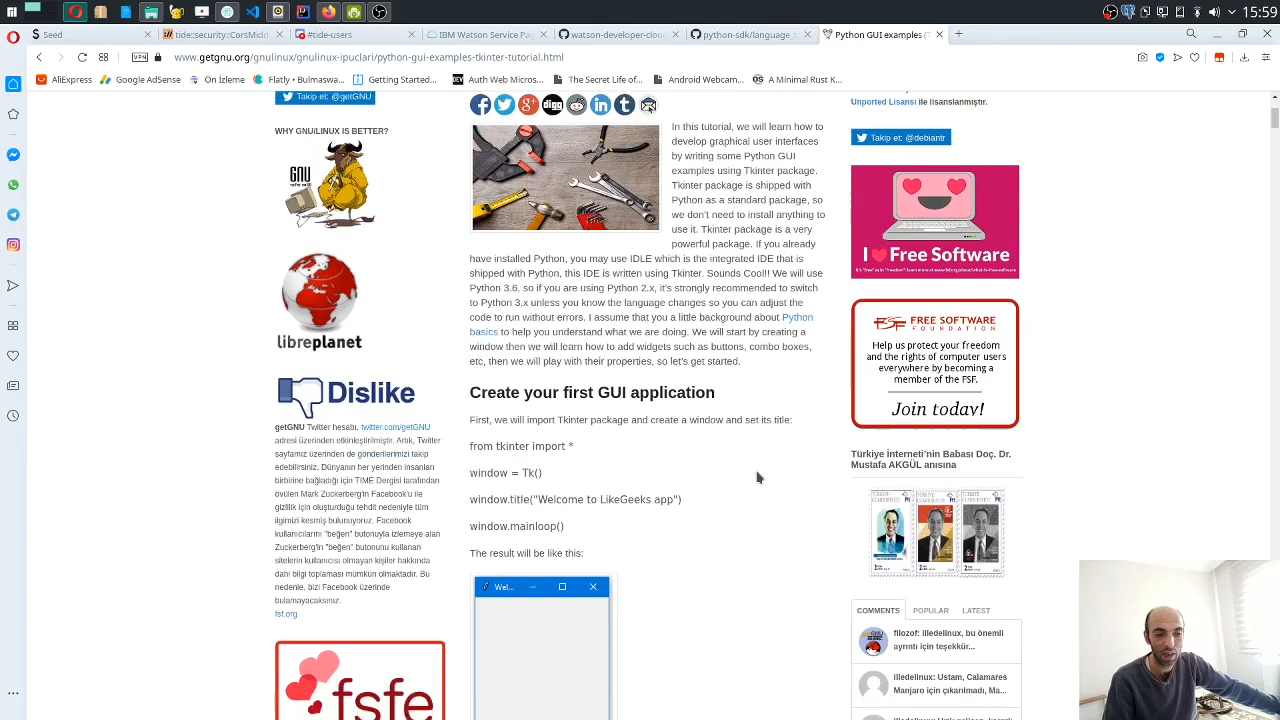 15:59
Seed
tide::security::CorsMiddl
#tide-users
IBM Watson Service Pag
watson-developer-clou
python-sdk/language_t
Python GUI examples (T
VPN
www.getgnu.org/gnulinux/gnulinux-ipuclari/python-gui-examples-tkinter-tutorial.html
AliExpress
Google AdSense
Ön İzleme
Flatly • Bulmaswa...
Getting Started...
DEV
Auth Web Micros...
The Secret Life of...
Android Webcam...
OS
A Minimal Rust K...
Takip et: @getGNU
WHY GNU/LINUX IS BETTER?
GNU
libreplanet
Dislike
getGNU Twitter hesabı, twitter.com/getGNU
adresi üzerinden etkinleştirilmiştir. Artık, Twitter
sayfamız üzerinden de gönderilerimizi takip
edebilirsiniz. Dünyanın her yerinden insanları
birbirine bağladığı için TIME Dergisi tarafından
övülen Mark Zuckerberg'in Facebook'u ile
gizlilik için oluşturduğu tehdit nedeniyle tüm
ilgimizi kesmiş bulunuyoruz. Facebook
kullanıcılarını "beğen" butonuyla izlemeye alan
Zuckerberg'in "beğen" butonunu kullanan
sitelerin kullanıcısı olmayan kişiler hakkında
dahi bilgi toplaması mümkün olmaktadır. Bu
nedenle, bizi Facebook üzerinde
bulamayacaksınız.
fsf.org
fsfe
digg
In this tutorial, we will learn how to
develop graphical user interfaces
by writing some Python GUI
examples using Tkinter package.
Tkinter package is shipped with
Python as a standard package, so
we don't need to install anything to
use it. Tkinter package is a very
powerful package. If you already
have installed Python, you may use IDLE which is the integrated IDE that is
shipped with Python, this IDE is written using Tkinter. Sounds Cool!! We will use
Python 3.6, so if you are using Python 2.x, it's strongly recommended to switch
to Python 3.x unless you know the language changes so you can adjust the
code to run without errors. I assume that you a little background about Python
basics to help you understand what we are doing. We will start by creating a
window then we will learn how to add widgets such as buttons, combo boxes,
etc, then we will play with their properties, so let's get started.
Create your first GUI application
First, we will import Tkinter package and create a window and set its title:
from tkinter import *
window = Tk()
window.title("Welcome to LikeGeeks app")
window.mainloop()
The result will be like this:
Wel...
Unported Lisansı ile lisanslanmıştır.
Takip et: @debiantr
I Free Software
FSF FREE SOFTWARE
FOUNDATION
Help us protect your freedom
and the rights of computer users
everywhere by becoming a
member of the FSF.
Join today!
Türkiye İnterneti'nin Babası Doç. Dr.
Mustafa AKGÜL anısına
COMMENTS
POPULAR
LATEST
filozof: illedelinux, bu önemli
ayrıntı için teşekkür...
illedelinux: Ustam, Calamares
Manjaro için çıkarılmadı, Ma...